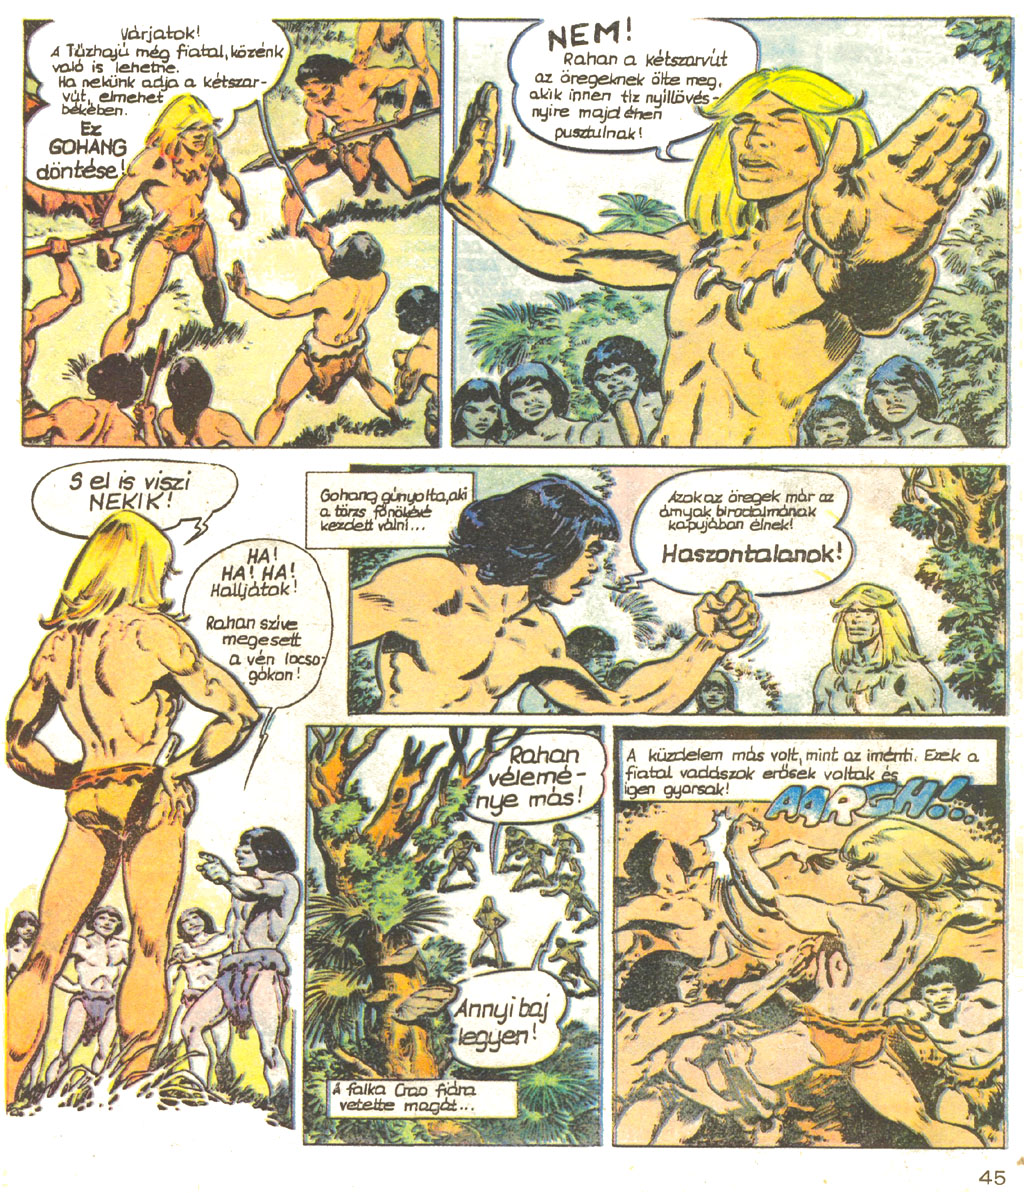 Várjatok!
A Tűzhajú még fiatal, közénk
való is lehetne.
Ha nekünk adja a kétszar-
vút, elmehet
békében.
Ez
GOHANG
döntése!
NEM!
Rahan a kétszarvút
az öregeknek ölte meg,
akik innen tíz nyíllövés-
nyire majd éhen
pusztulnak!
S el is viszi
NEKIK!
HA!
HA! HA!
Halljátok!
Rahan szíve
megesett
a vén locso-
gókon!
Gohang gúnyolta, aki
a törzs főnökévé
kezdett válni...
Azok az öregek már az
árnyak birodalmának
kapujában élnek!
Haszontalanok!
Rahan
vélemé-
nye más!
Annyi baj
legyen!
A falka Crao fiára
vetette magát...
A küzdelem más volt, mint az iménti. Ezek a
fiatal vadászok erősek voltak és
igen gyorsak!
AARGH!...
45